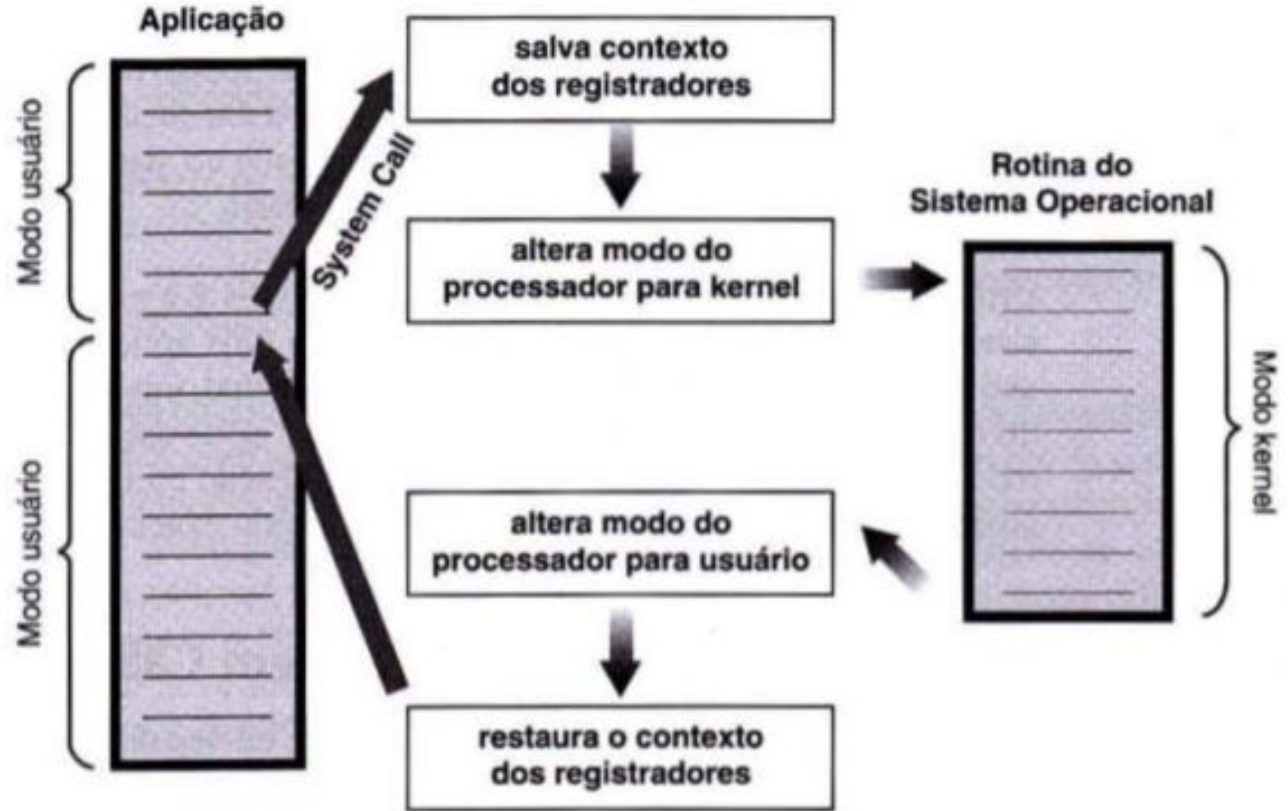 Aplicação
Modo usuário
System Call
salva contexto
dos registradores
altera modo do
processador para kernel
Rotina do
Sistema Operacional
Modo kernel
altera modo do
processador para usuário
restaura o contexto
dos registradores
Modo usuário